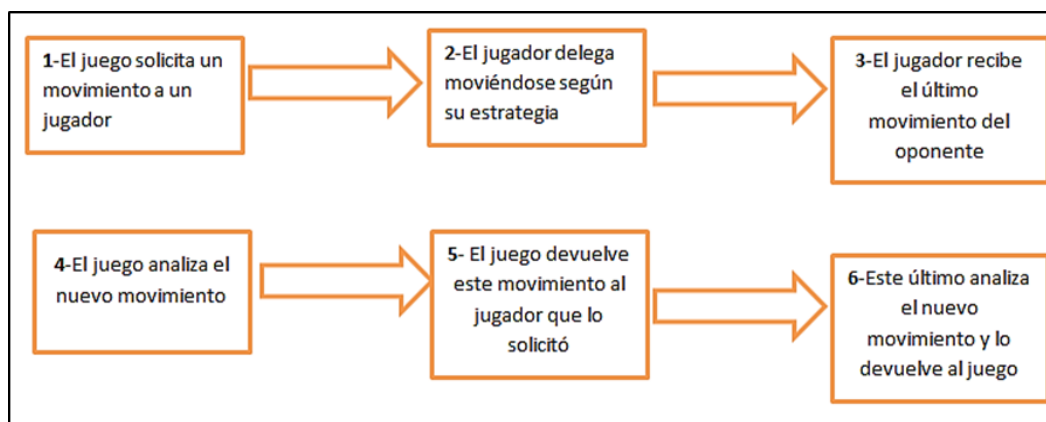 1-El juego solicita un
movimiento a un
jugador
2-El jugador delega
moviéndose según
su estrategia
3-El jugador recibe
el último
movimiento del
oponente
4-El juego analiza el
nuevo movimiento
5- El juego devuelve
este movimiento al
jugador que lo
solicitó
6-Este último analiza
el nuevo
movimiento y lo
devuelve al juego